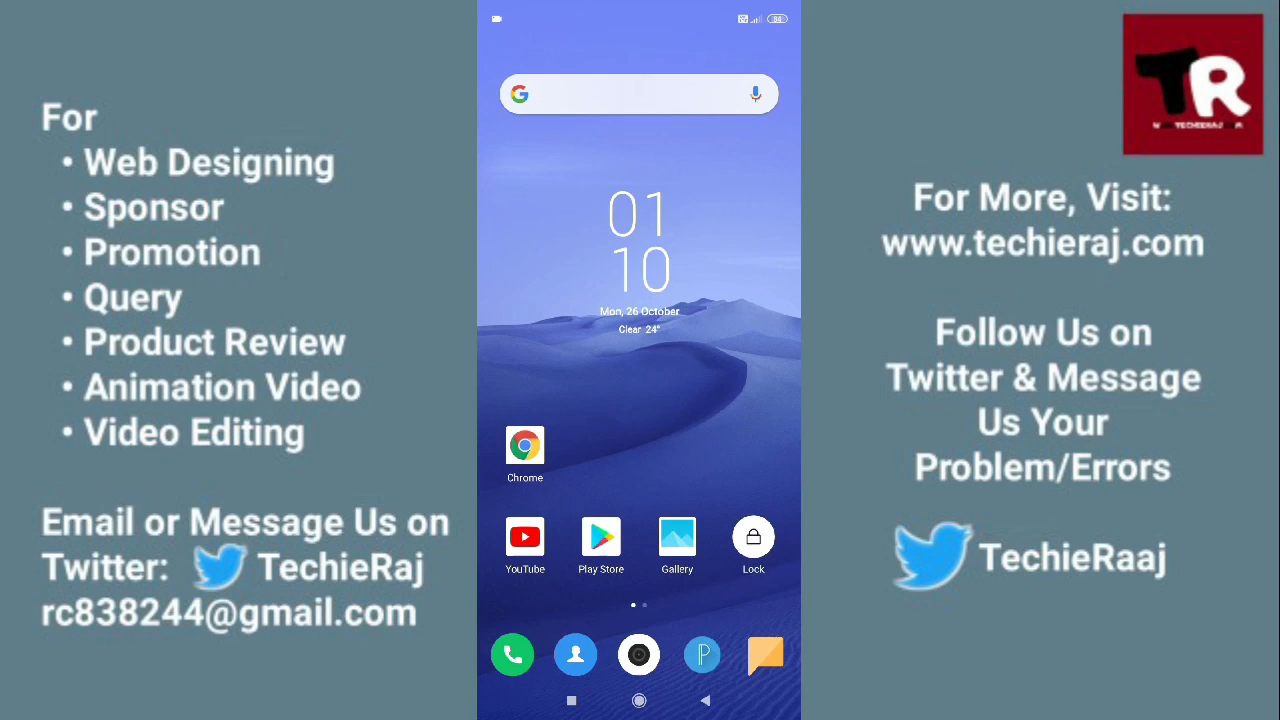 For
• Web Designing
• Sponsor
• Promotion
• Query
• Product Review
• Animation Video
• Video Editing
Email or Message Us on
Twitter: TechieRaj
rc838244@gmail.com
84
01
10
Mon, 26 October
Clear 24°
Chrome
YouTube
Play Store
Gallery
Lock
TR
For More, Visit:
www.techieraj.com
Follow Us on
Twitter & Message
Us Your
Problem/Errors
TechieRaaj